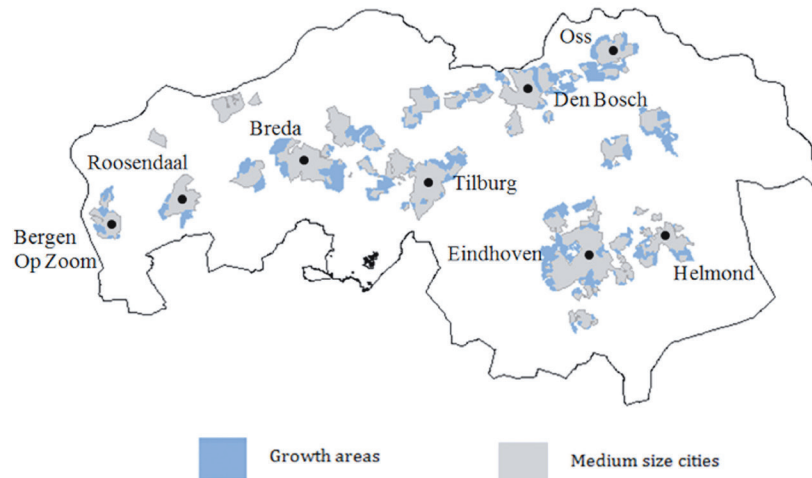 Oss
Den Bosch
Breda
Roosendaal
Tilburg
Bergen
Op Zoom
Eindhoven
Helmond
Growth areas
Medium size cities